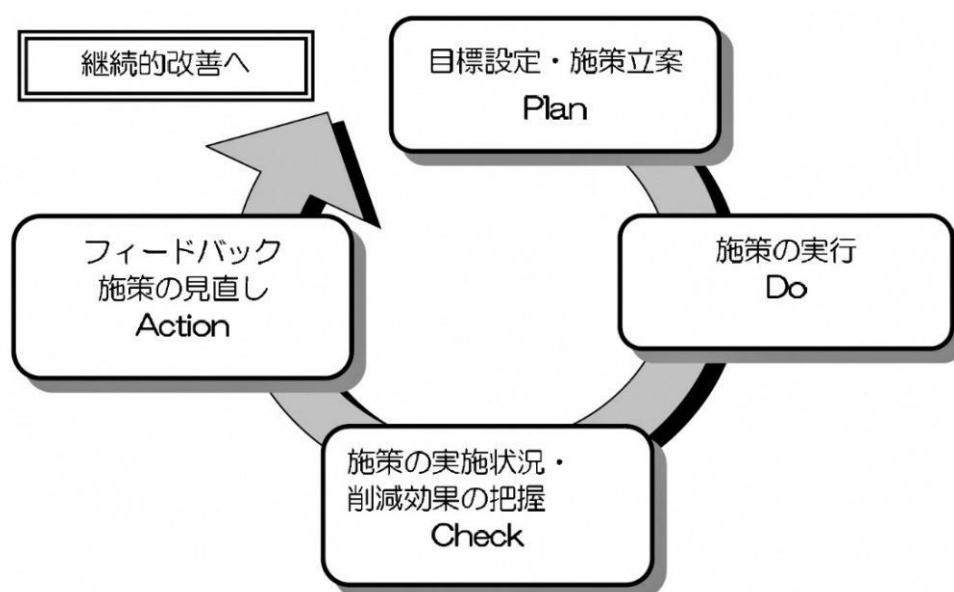 継続的改善へ
目標設定・施策立案
Plan
施策の実行
Do
施策の実施状況・
削減効果の把握
Check
フィードバック
施策の見直し
Action